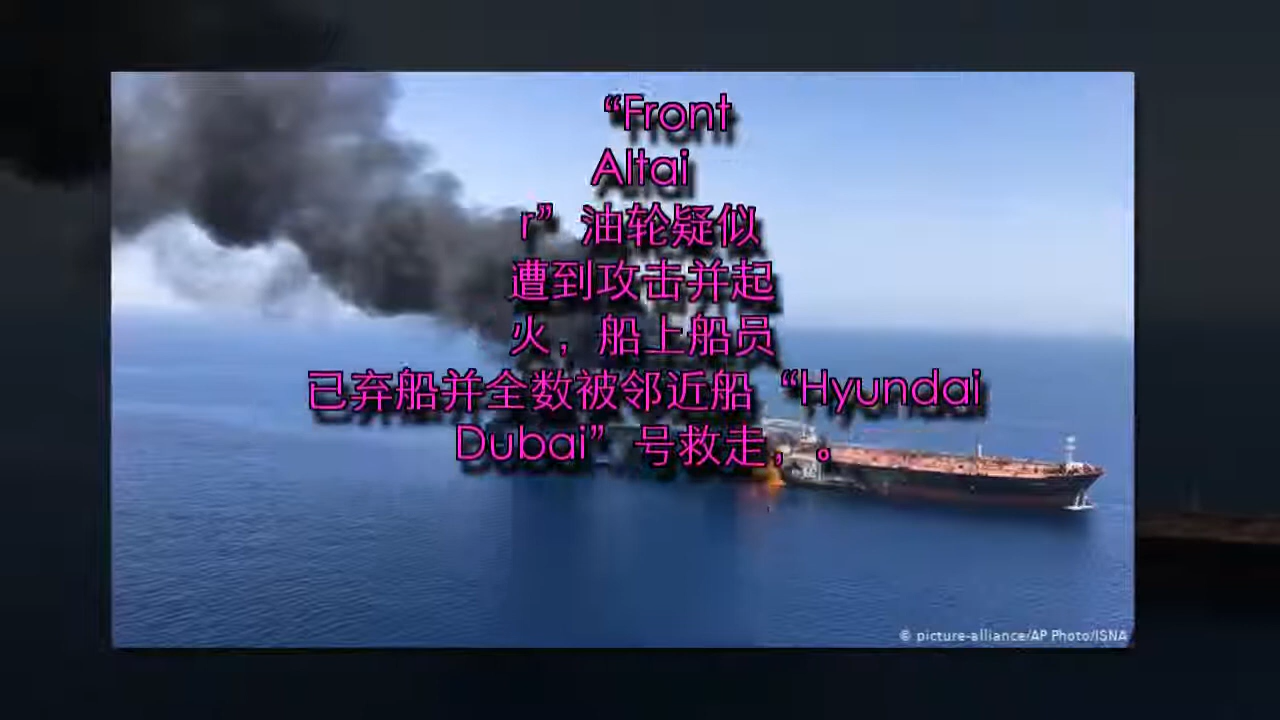 “Front
Altai
r”油轮疑似
遭到攻击并起
火，船上船员
已弃船并全数被邻近船“Hyundai
Dubai”号救走，。
© picture-alliance/AP Photo/ISNA